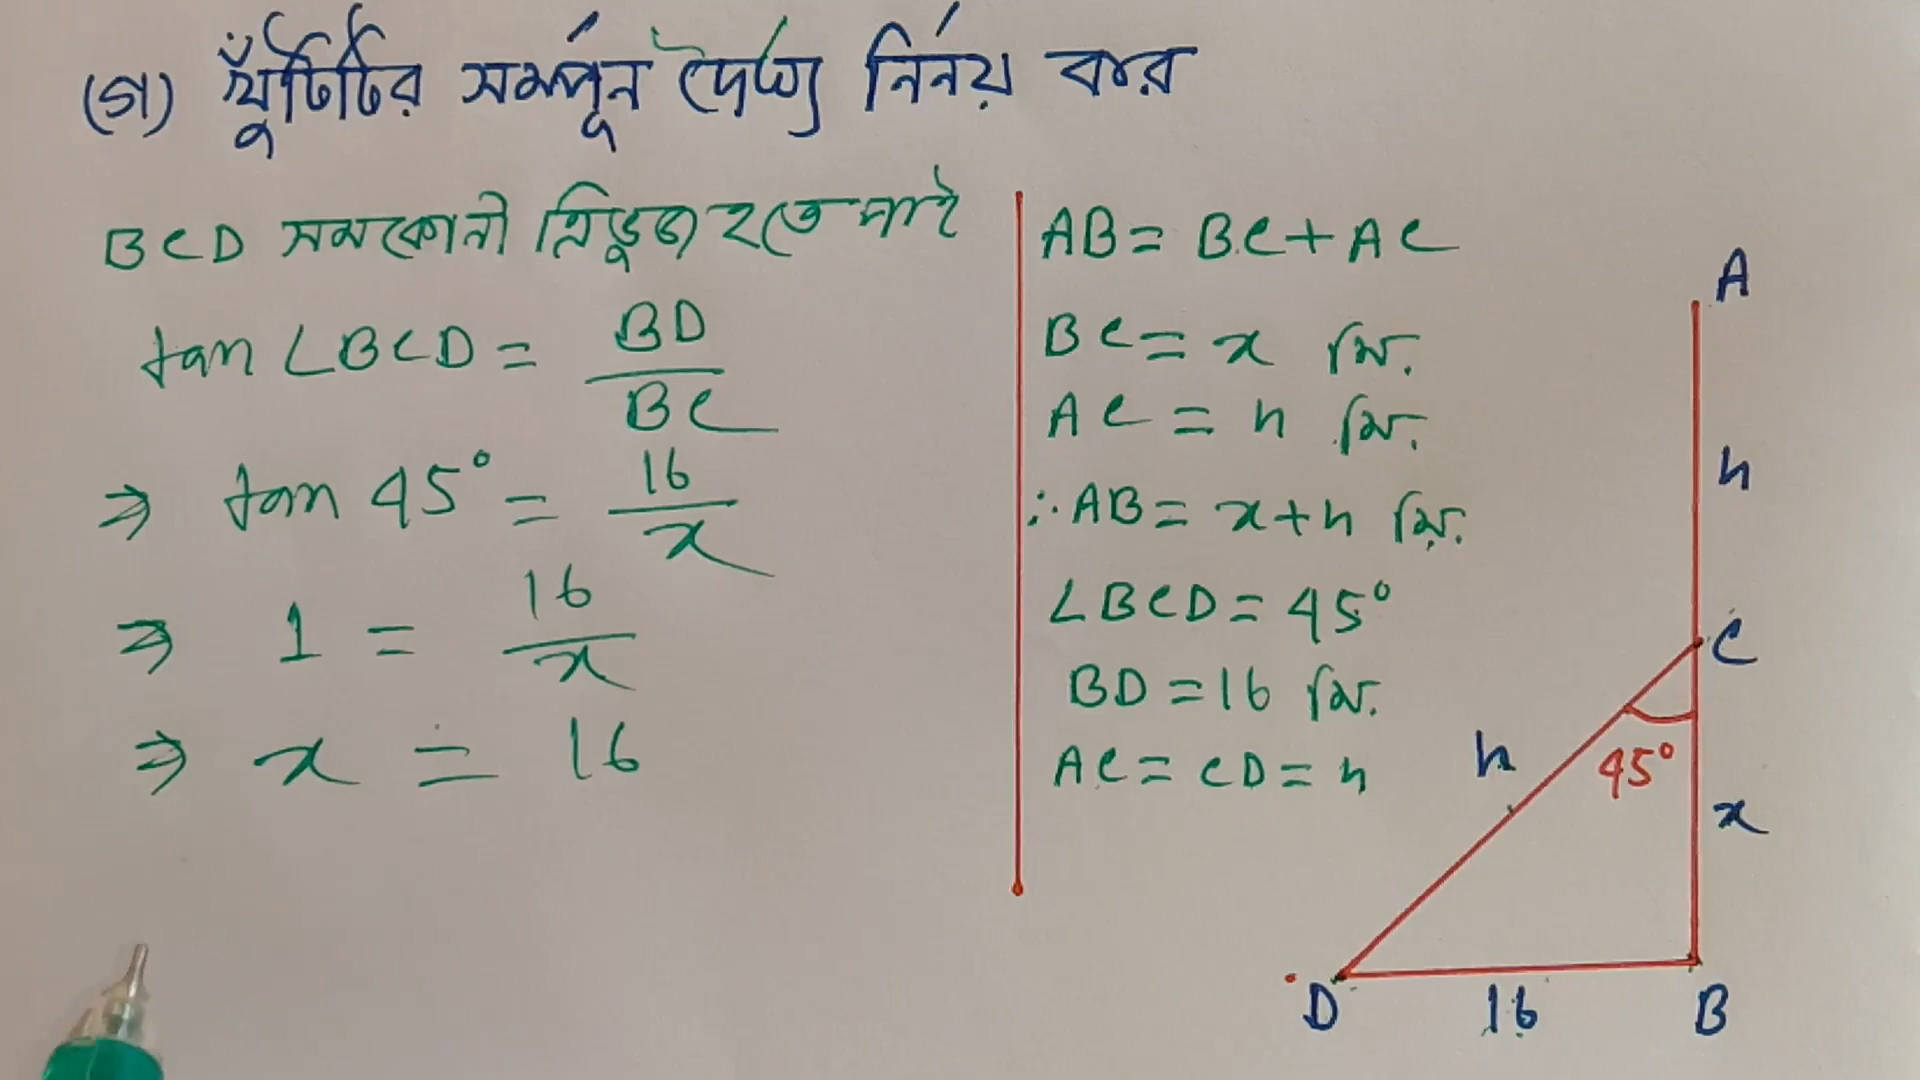 (গ) খুঁটিটির সম্পূর্ন দৈর্ঘ্য নির্নয় কর
BCD সমকোনী ত্রিভুজ হতে পাই
tan ∠BCD = BD/BC
⇒ tan 45° = 16/x
⇒ 1 = 16/x
⇒ x = 16
AB = BC + AC
BC = x মি.
AC = h মি.
∴ AB = x + h মি.
∠BCD = 45°
BD = 16 মি.
AC = CD = h
A
h
C
h
45°
x
D
16
B